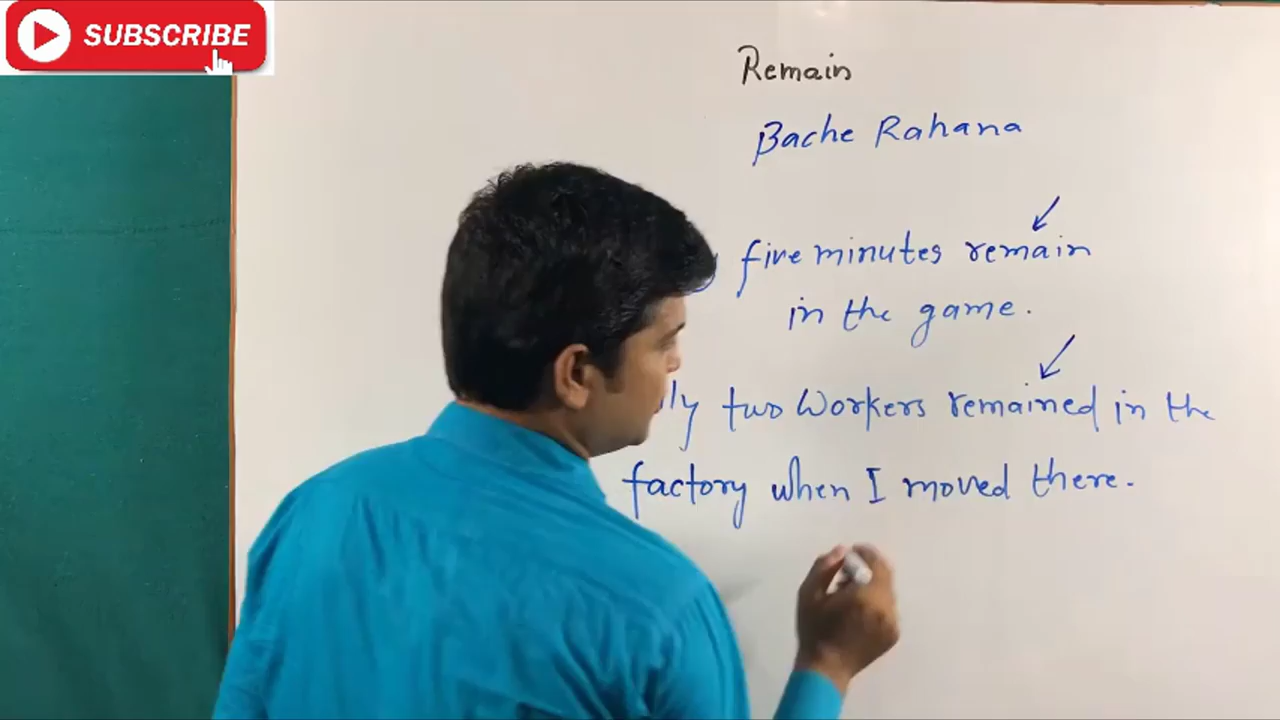 SUBSCRIBE
Remain
Bache Rahana
five minutes remain
in the game.
two Workers remained in the
factory when I moved there.